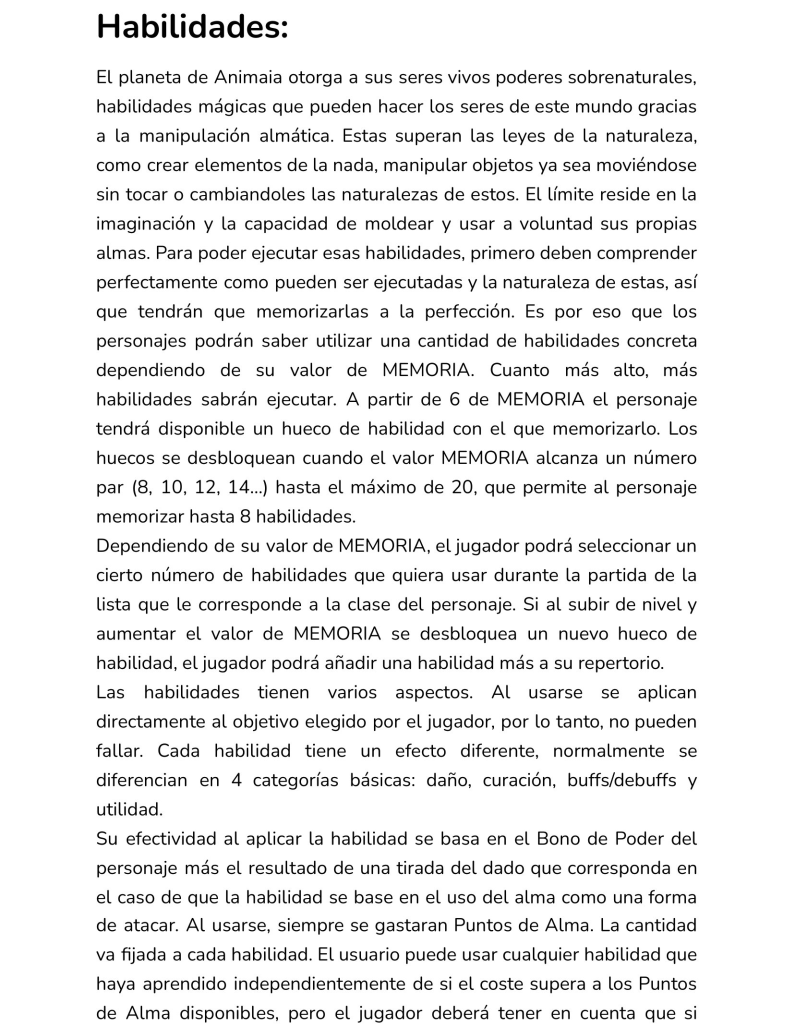 Habilidades:
El planeta de Animaia otorga a sus seres vivos poderes sobrenaturales,
habilidades mágicas que pueden hacer los seres de este mundo gracias
a la manipulación almática. Estas superan las leyes de la naturaleza,
como crear elementos de la nada, manipular objetos ya sea moviéndose
sin tocar o cambiandoles las naturalezas de estos. El límite reside en la
imaginación y la capacidad de moldear y usar a voluntad sus propias
almas. Para poder ejecutar esas habilidades, primero deben comprender
perfectamente como pueden ser ejecutadas y la naturaleza de estas, así
que tendrán que memorizarlas a la perfección. Es por eso que los
personajes podrán saber utilizar una cantidad de habilidades concreta
dependiendo de su valor de MEMORIA. Cuanto más alto, más
habilidades sabrán ejecutar. A partir de 6 de MEMORIA el personaje
tendrá disponible un hueco de habilidad con el que memorizarlo. Los
huecos se desbloquean cuando el valor MEMORIA alcanza un número
par (8, 10, 12, 14...) hasta el máximo de 20, que permite al personaje
memorizar hasta 8 habilidades.
Dependiendo de su valor de MEMORIA, el jugador podrá seleccionar un
cierto número de habilidades que quiera usar durante la partida de la
lista que le corresponde a la clase del personaje. Si al subir de nivel y
aumentar el valor de MEMORIA se desbloquea un nuevo hueco de
habilidad, el jugador podrá añadir una habilidad más a su repertorio.
Las habilidades tienen varios aspectos. Al usarse se aplican
directamente al objetivo elegido por el jugador, por lo tanto, no pueden
fallar. Cada habilidad tiene un efecto diferente, normalmente se
diferencian en 4 categorías básicas: daño, curación, buffs/debuffs y
utilidad.
Su efectividad al aplicar la habilidad se basa en el Bono de Poder del
personaje más el resultado de una tirada del dado que corresponda en
el caso de que la habilidad se base en el uso del alma como una forma
de atacar. Al usarse, siempre se gastaran Puntos de Alma. La cantidad
va fijada a cada habilidad. El usuario puede usar cualquier habilidad que
haya aprendido independientemente de si el coste supera a los Puntos
de Alma disponibles, pero el jugador deberá tener en cuenta que si